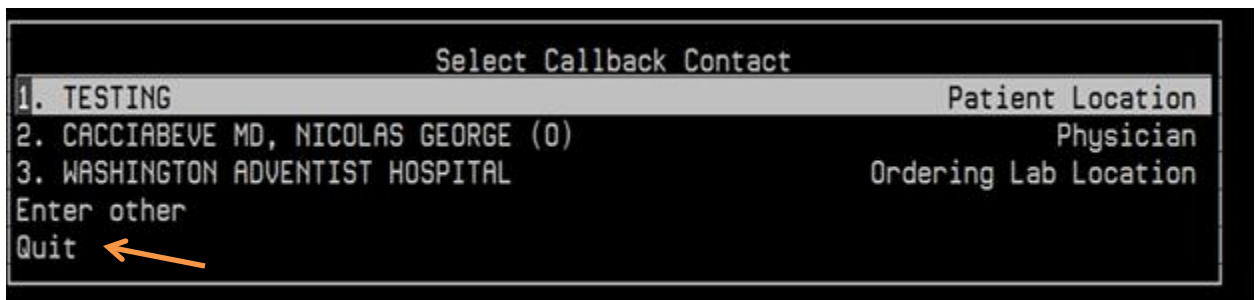 Select Callback Contact
1. TESTING Patient Location
2. CACCIABEVE MD, NICOLAS GEORGE (O) Physician
3. WASHINGTON ADVENTIST HOSPITAL Ordering Lab Location
Enter other
Quit